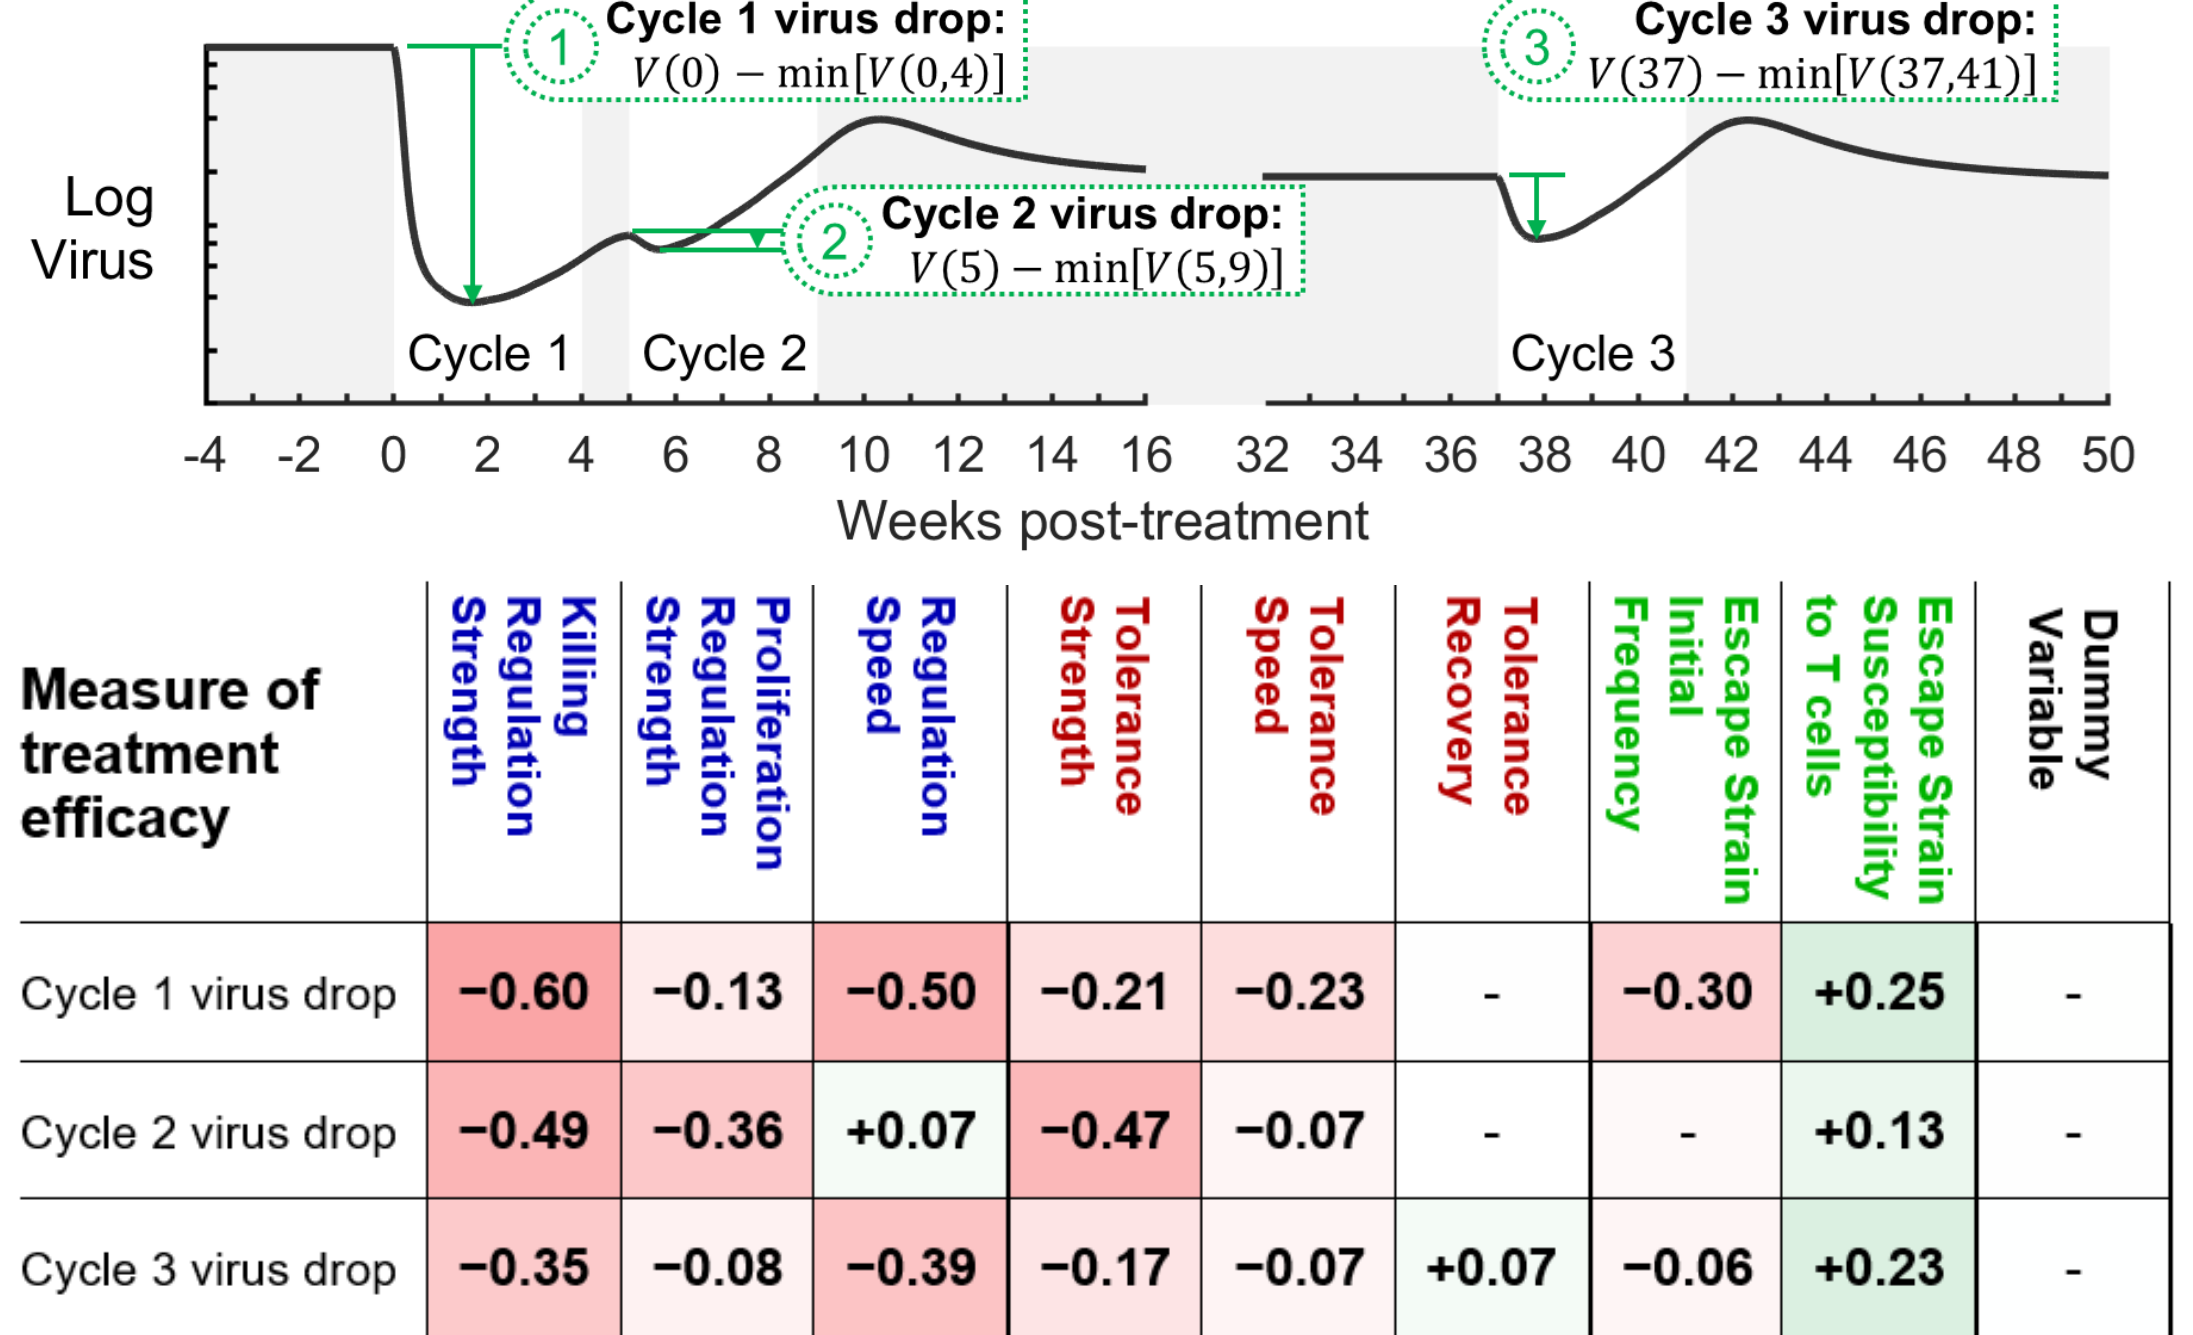 Cycle 1 virus drop:
1
V(0) − min[V(0,4)]
Cycle 3 virus drop:
3
V(37) − min[V(37,41)]
Log
Virus
Cycle 2 virus drop:
2
V(5) − min[V(5,9)]
Cycle 1
Cycle 2
Cycle 3
-4 -2 0 2 4 6 8 10 12 14 16 32 34 36 38 40 42 44 46 48 50
Weeks post-treatment
Measure of
treatment
efficacy
Killing
Regulation
Strength
Proliferation
Regulation
Strength
Regulation
Speed
Tolerance
Strength
Tolerance
Speed
Tolerance
Recovery
Escape Strain
Initial
Frequency
Escape Strain
Susceptibility
to T cells
Dummy
Variable
Cycle 1 virus drop −0.60 −0.13 −0.50 −0.21 −0.23 - −0.30 +0.25 -
Cycle 2 virus drop −0.49 −0.36 +0.07 −0.47 −0.07 - - +0.13 -
Cycle 3 virus drop −0.35 −0.08 −0.39 −0.17 −0.07 +0.07 −0.06 +0.23 -